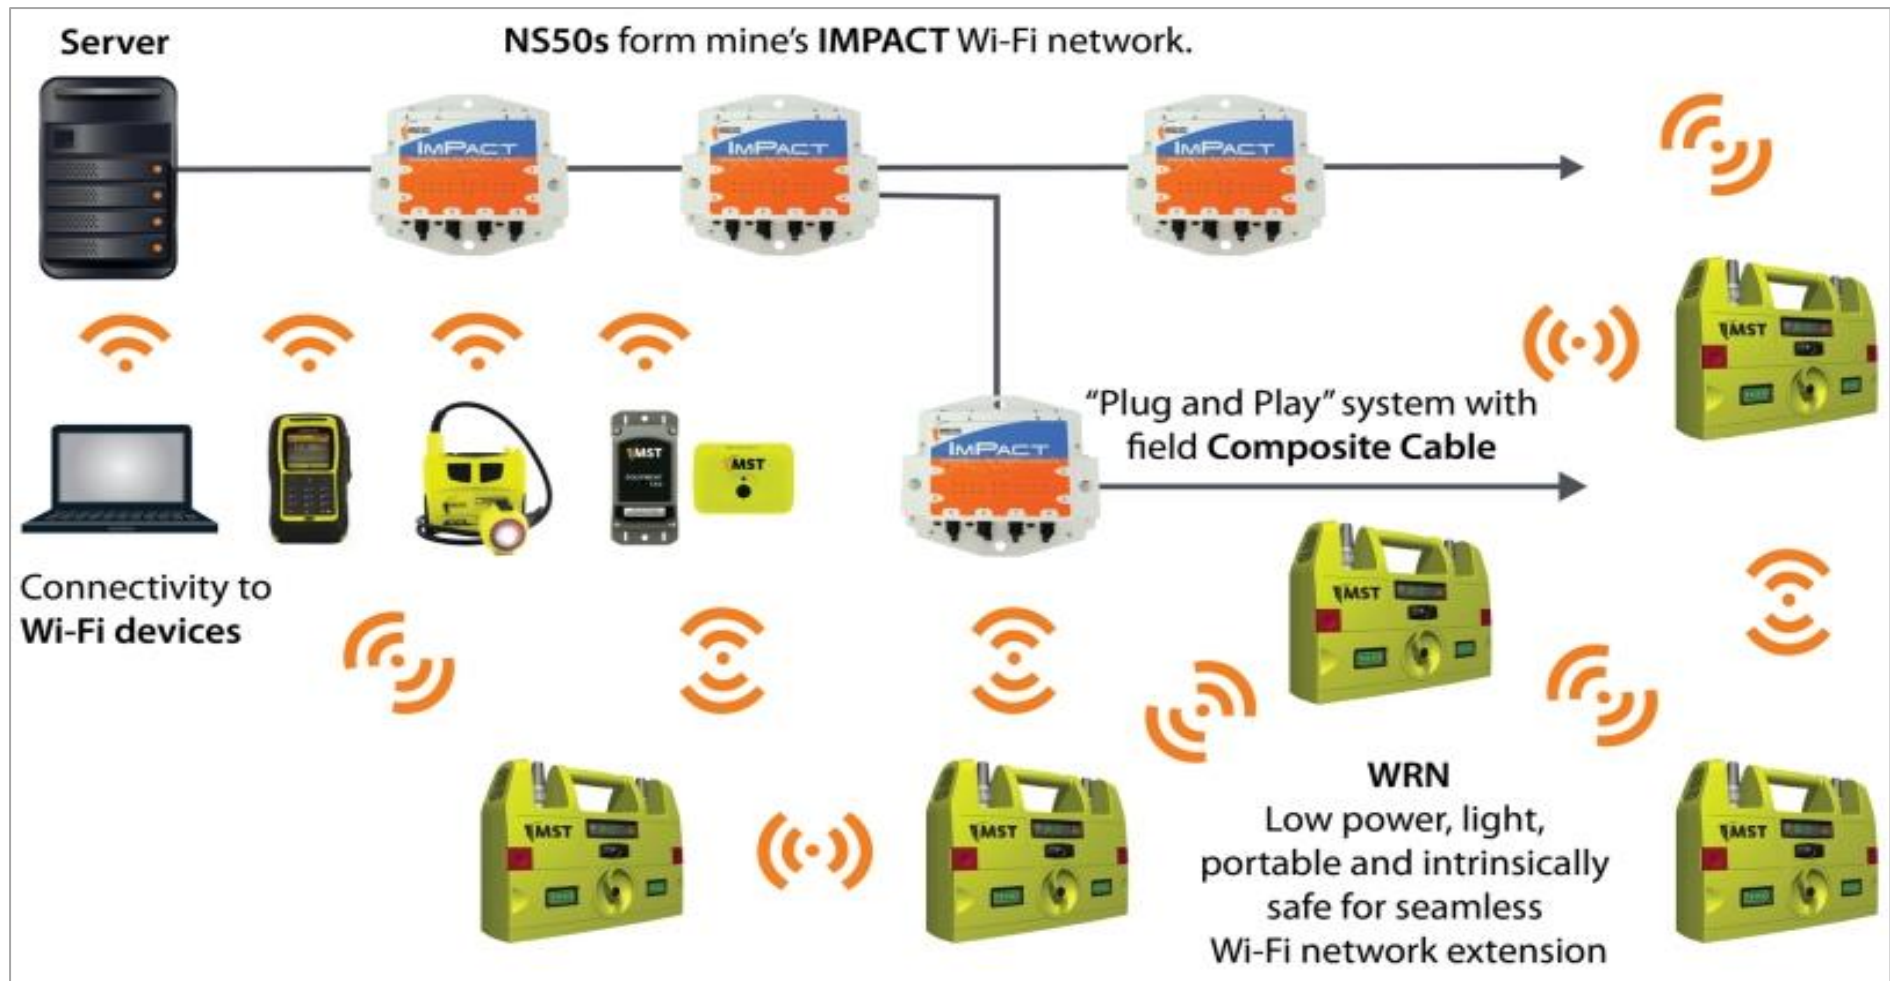 Server
NS50s form mine's IMPACT Wi-Fi network.
IMPACT
IMPACT
IMPACT
MST
"Plug and Play" system with
field Composite Cable
IMPACT
MST
MST
MST
Connectivity to
Wi-Fi devices
WRN
Low power, light,
portable and intrinsically
safe for seamless
Wi-Fi network extension
MST
MST
MST